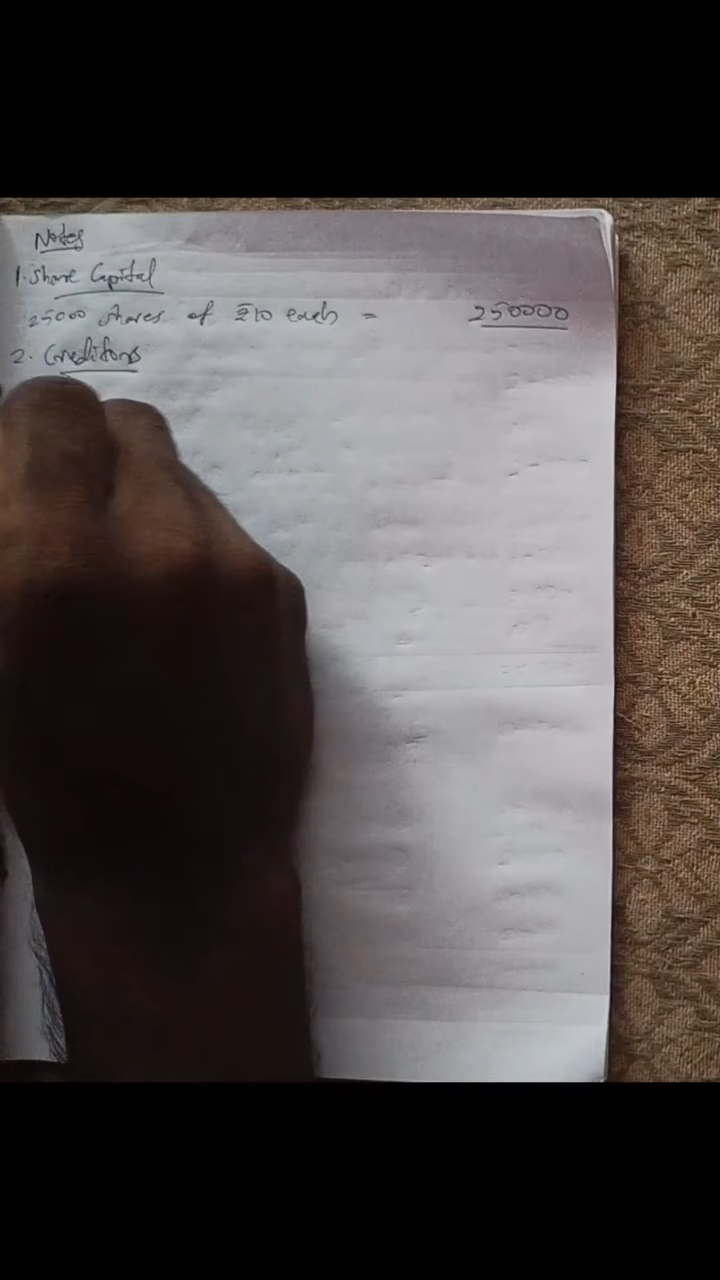 Notes
1. Share Capital
25000 shares of ₹10 each = 250000
2. Creditors